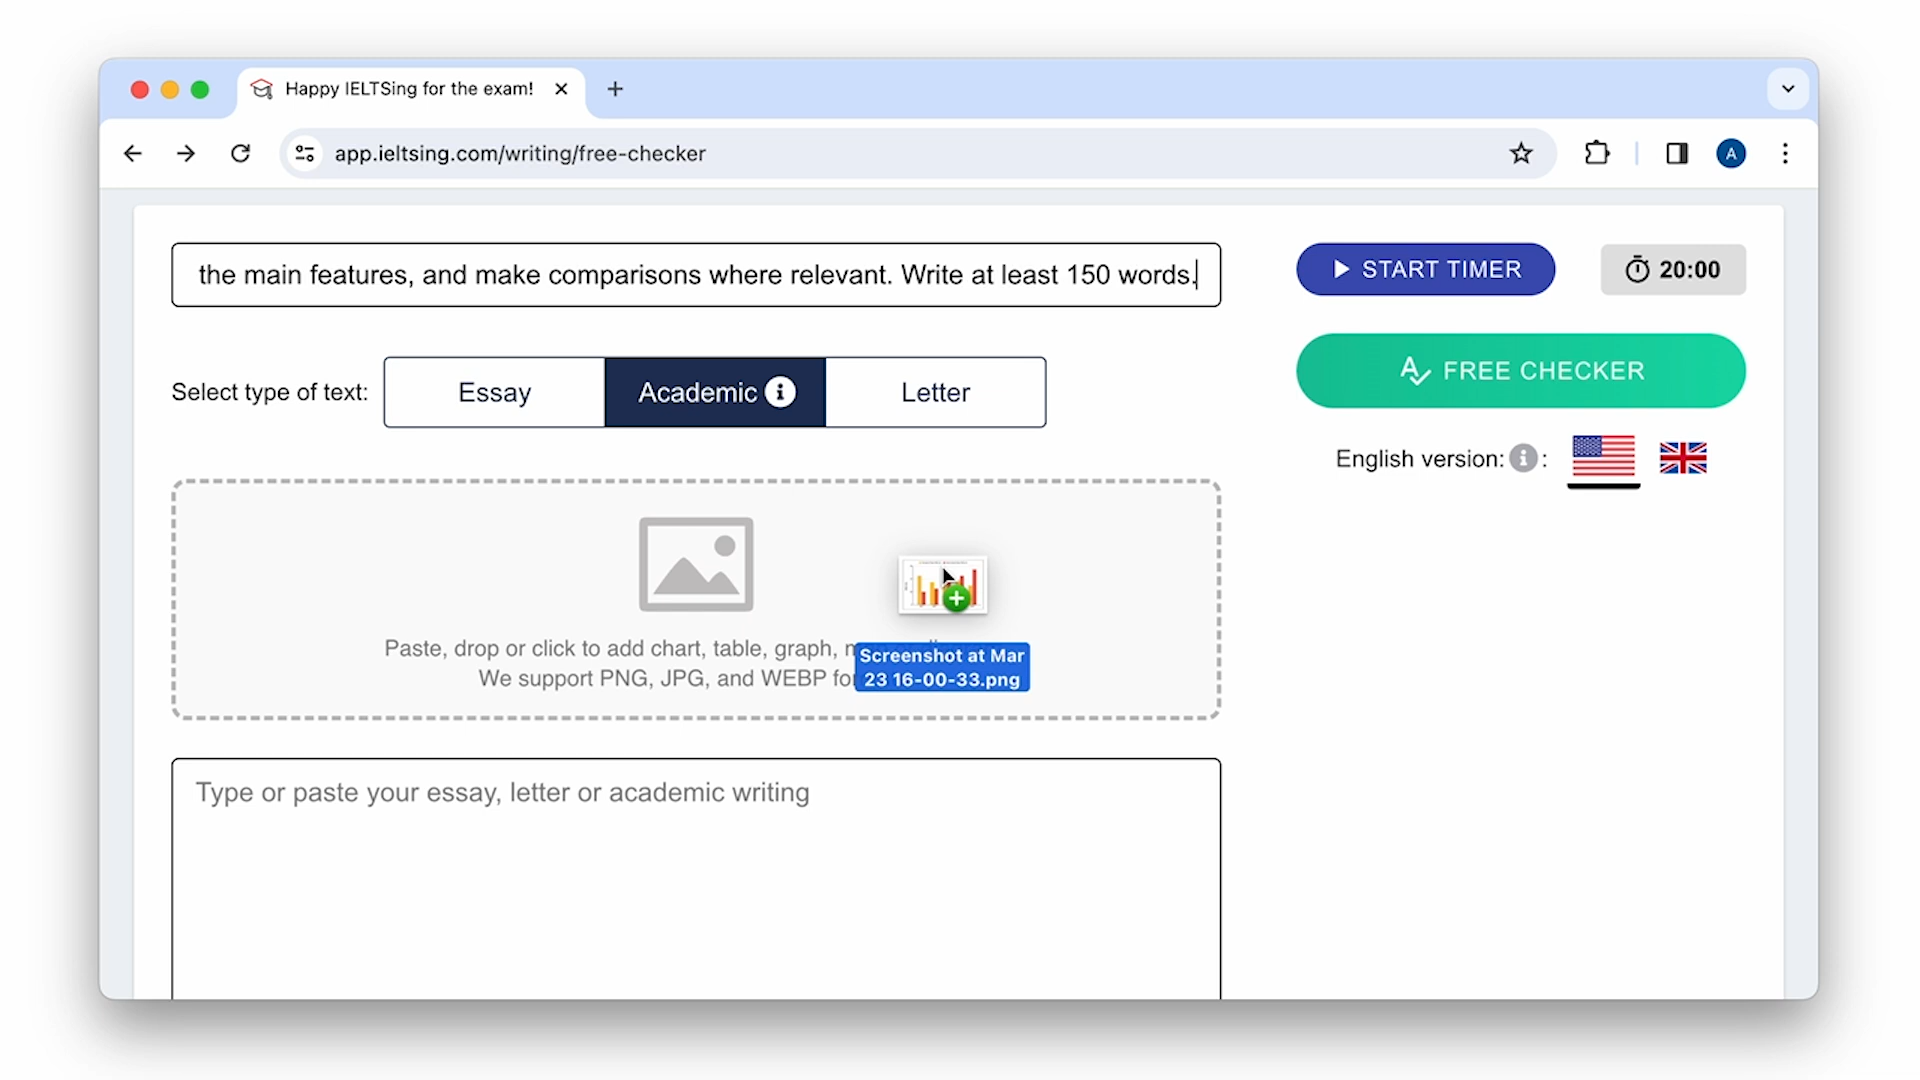 Happy IELTSing for the exam!
app.ieltsing.com/writing/free-checker
A
the main features, and make comparisons where relevant. Write at least 150 words.
START TIMER
20:00
Select type of text:
Essay
Academic
Letter
FREE CHECKER
English version: :
Paste, drop or click to add chart, table, graph,
We support PNG, JPG, and WEBP
Screenshot at Mar
23 16-00-33.png
Type or paste your essay, letter or academic writing